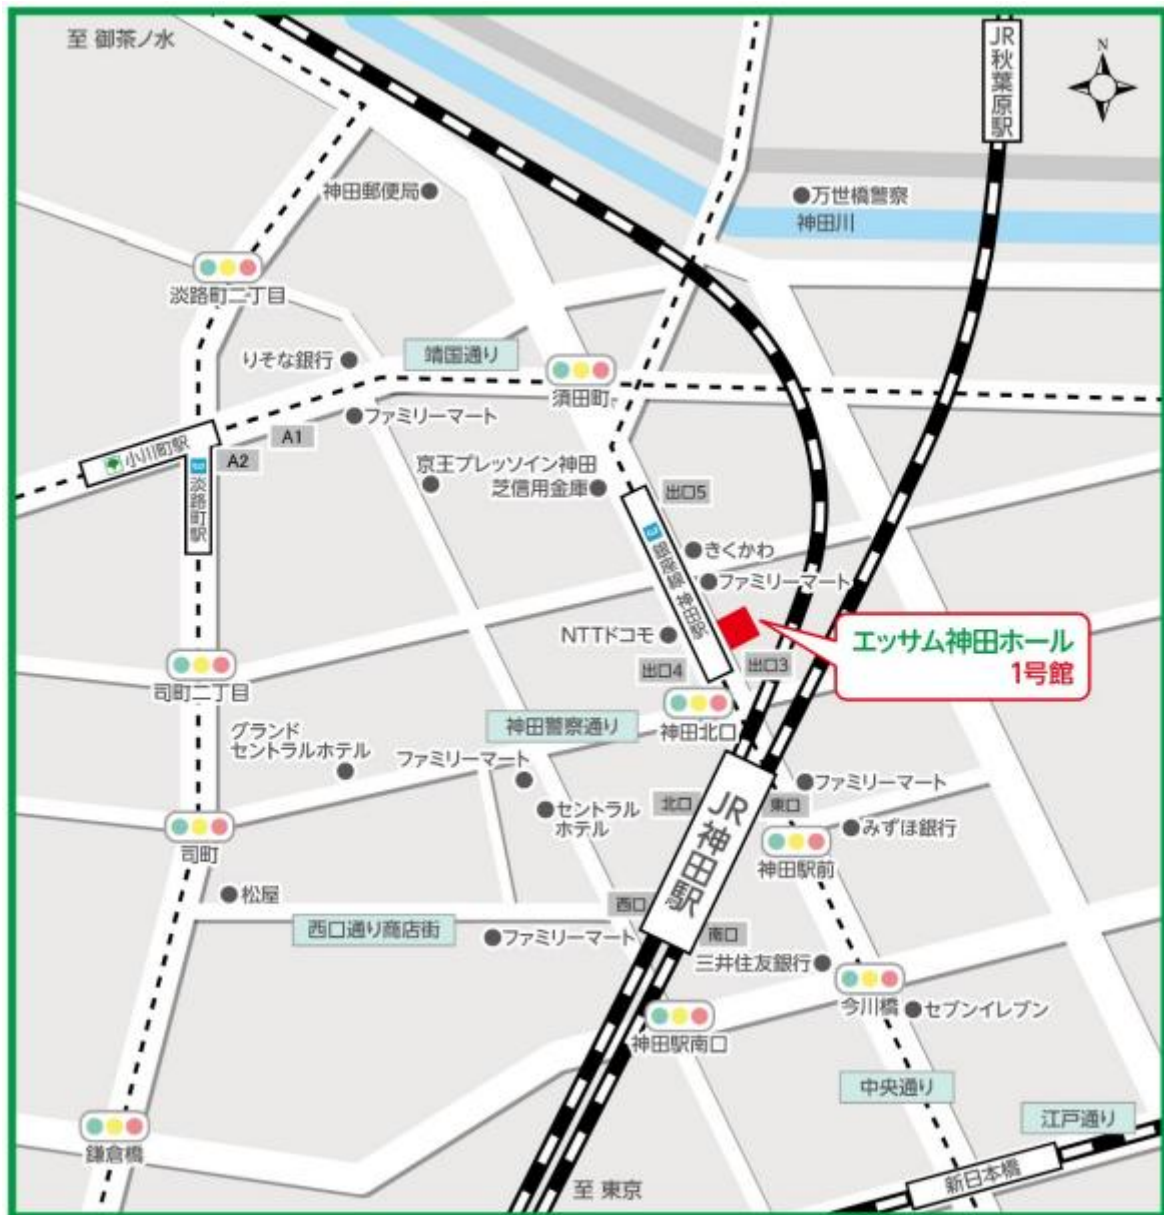 至 御茶ノ水
N
JR秋葉原駅
神田郵便局
万世橋警察
神田川
淡路町二丁目
りそな銀行
靖国通り
須田町
ファミリーマート
小川町駅
A1
A2
淡路町駅
京王プレッソイン神田
芝信用金庫
出口5
きくかわ
銀座線 神田駅
ファミリーマート
NTTドコモ
エッサム神田ホール
1号館
出口4
出口3
司町二丁目
神田警察通り
神田北口
グランド
セントラルホテル
ファミリーマート
セントラル
ホテル
北口
JR神田駅
東口
ファミリーマート
みずほ銀行
司町
神田駅前
松屋
西口
西口通り商店街
ファミリーマート
南口
三井住友銀行
今川橋
セブンイレブン
神田駅南口
中央通り
江戸通り
鎌倉橋
新日本橋
至 東京